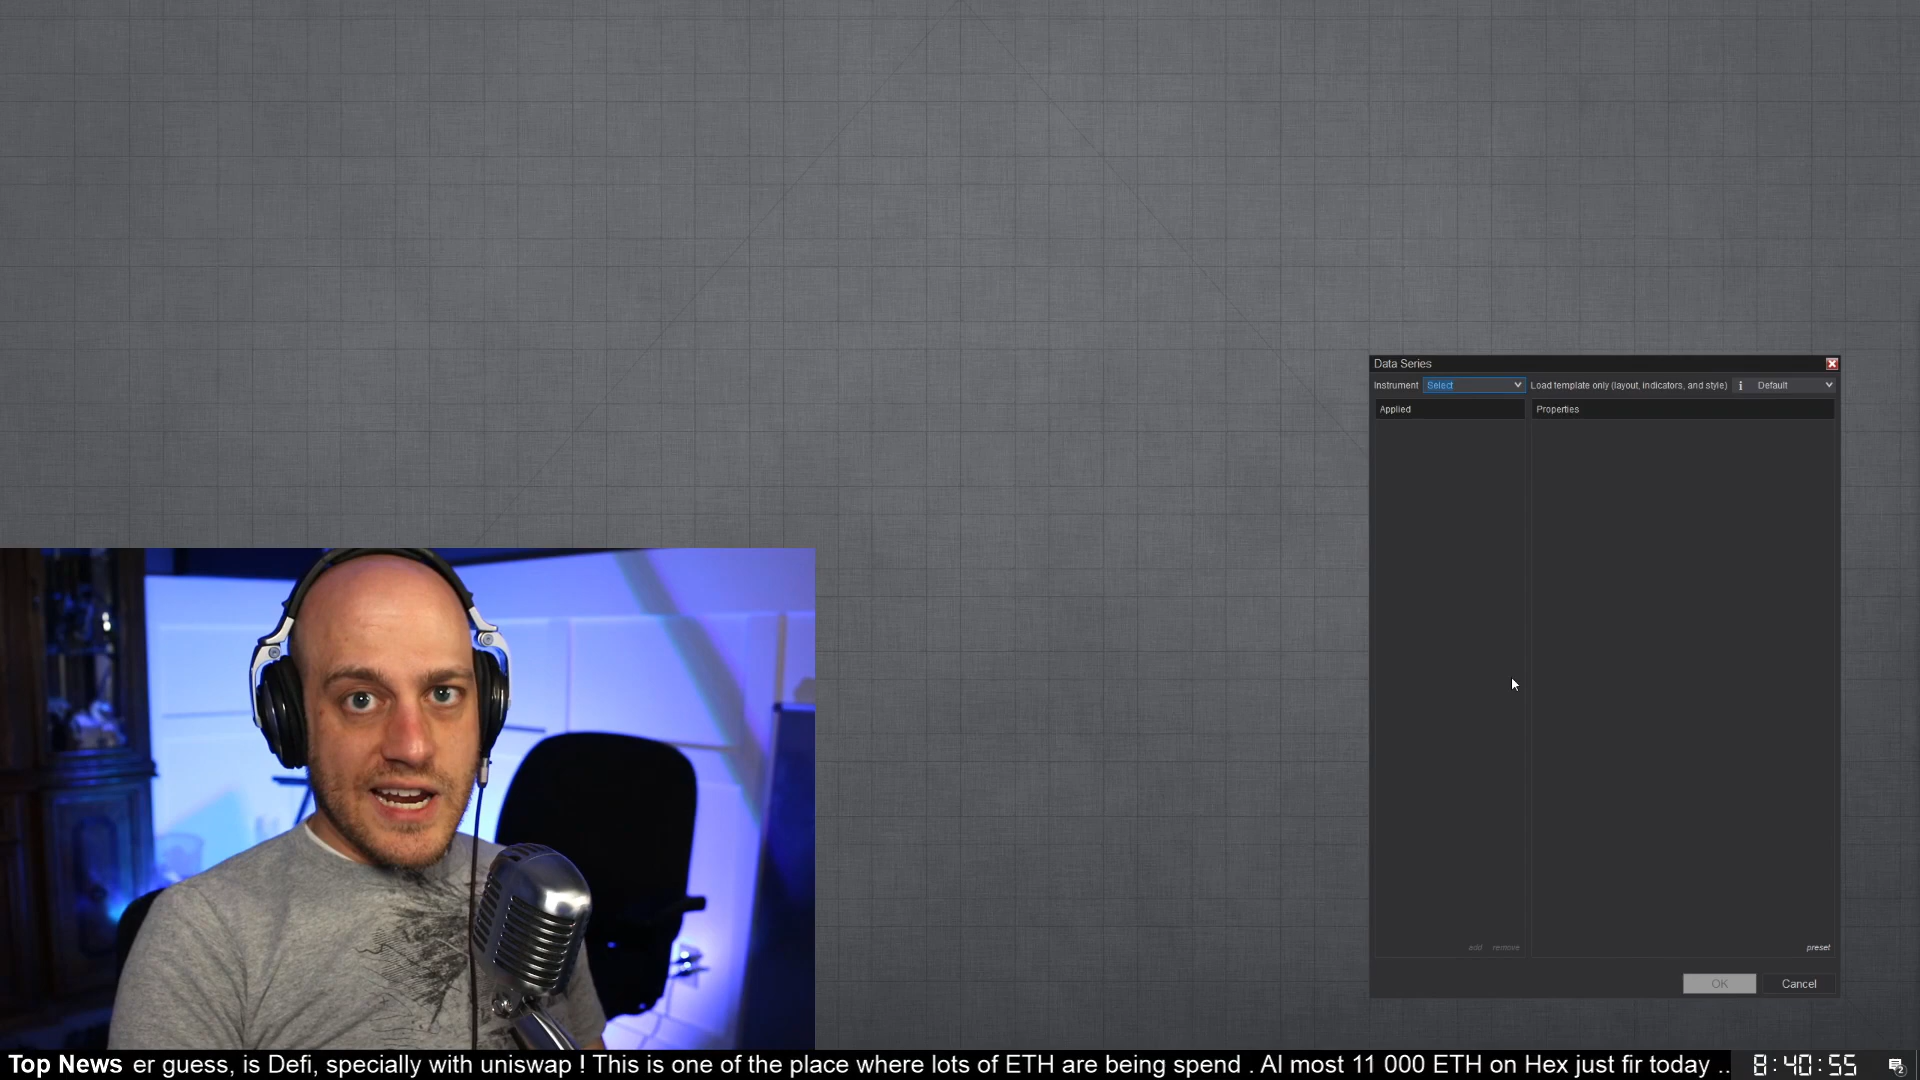 Data Series
Instrument Select Load template only (layout, indicators, and style) i Default
Applied Properties
add remove preset
OK Cancel
Top News er guess, is Defi, specially with uniswap ! This is one of the place where lots of ETH are being spend . Al most 11 000 ETH on Hex just fir today .. 8:40:55 2